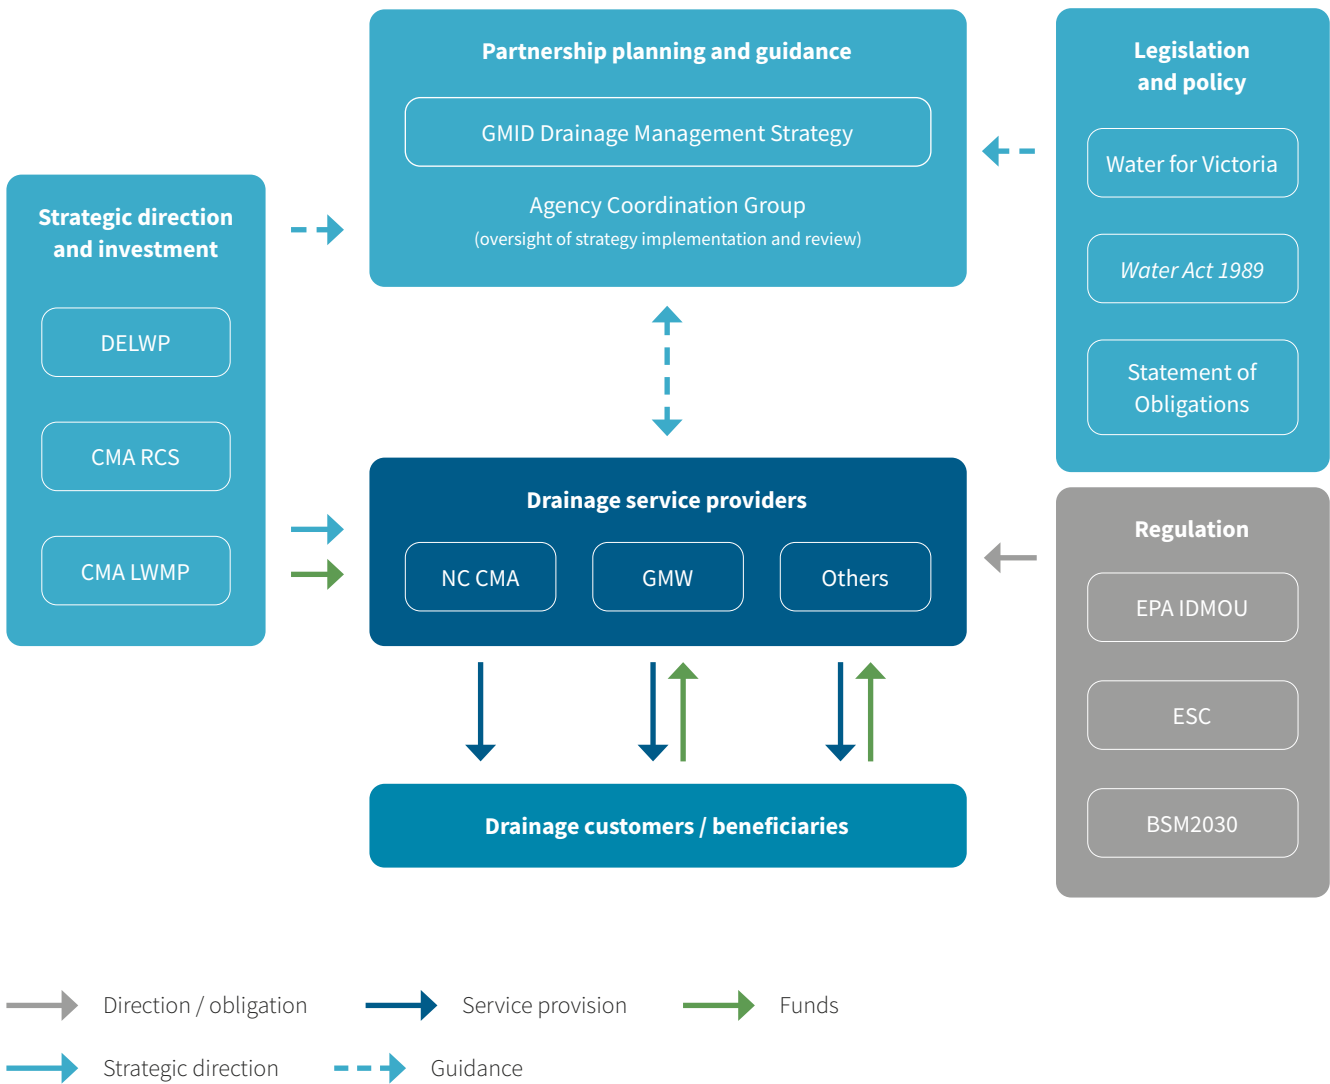 Partnership planning and guidance
GMID Drainage Management Strategy
Agency Coordination Group
(oversight of strategy implementation and review)
Legislation
and policy
Water for Victoria
Water Act 1989
Statement of
Obligations
Strategic direction
and investment
DELWP
CMA RCS
CMA LWMP
Drainage service providers
NC CMA
GMW
Others
Regulation
EPA IDMOU
ESC
BSM2030
Drainage customers / beneficiaries
Direction / obligation
Service provision
Funds
Strategic direction
Guidance